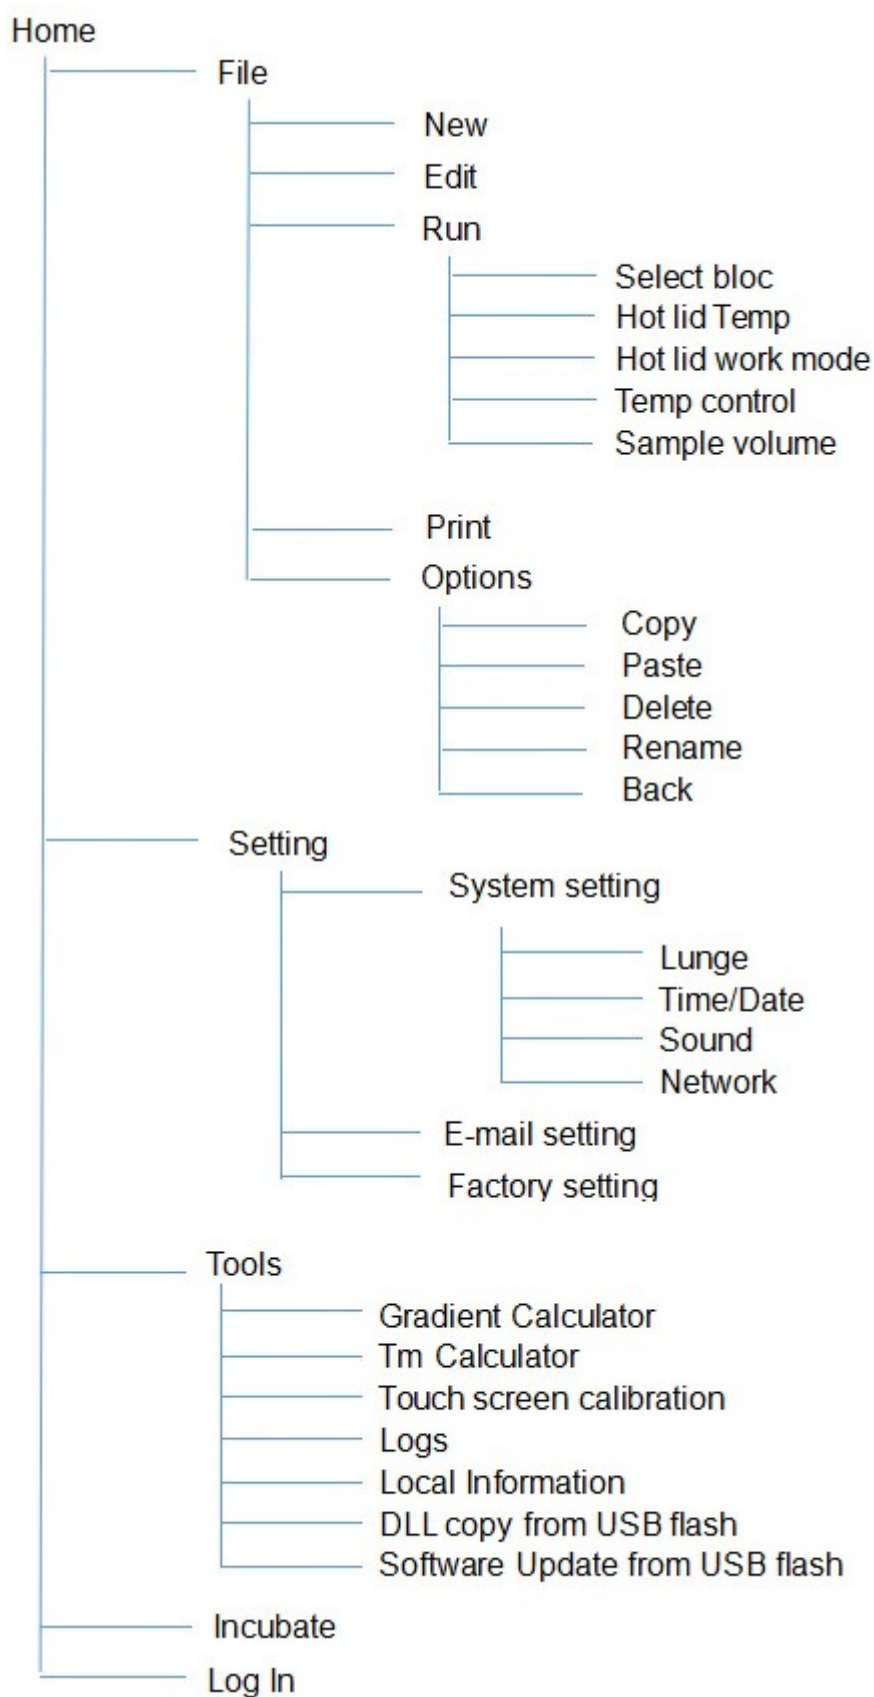 Home
File
New
Edit
Run
Select bloc
Hot lid Temp
Hot lid work mode
Temp control
Sample volume
Print
Options
Copy
Paste
Delete
Rename
Back
Setting
System setting
Lunge
Time/Date
Sound
Network
E-mail setting
Factory setting
Tools
Gradient Calculator
Tm Calculator
Touch screen calibration
Logs
Local Information
DLL copy from USB flash
Software Update from USB flash
Incubate
Log In